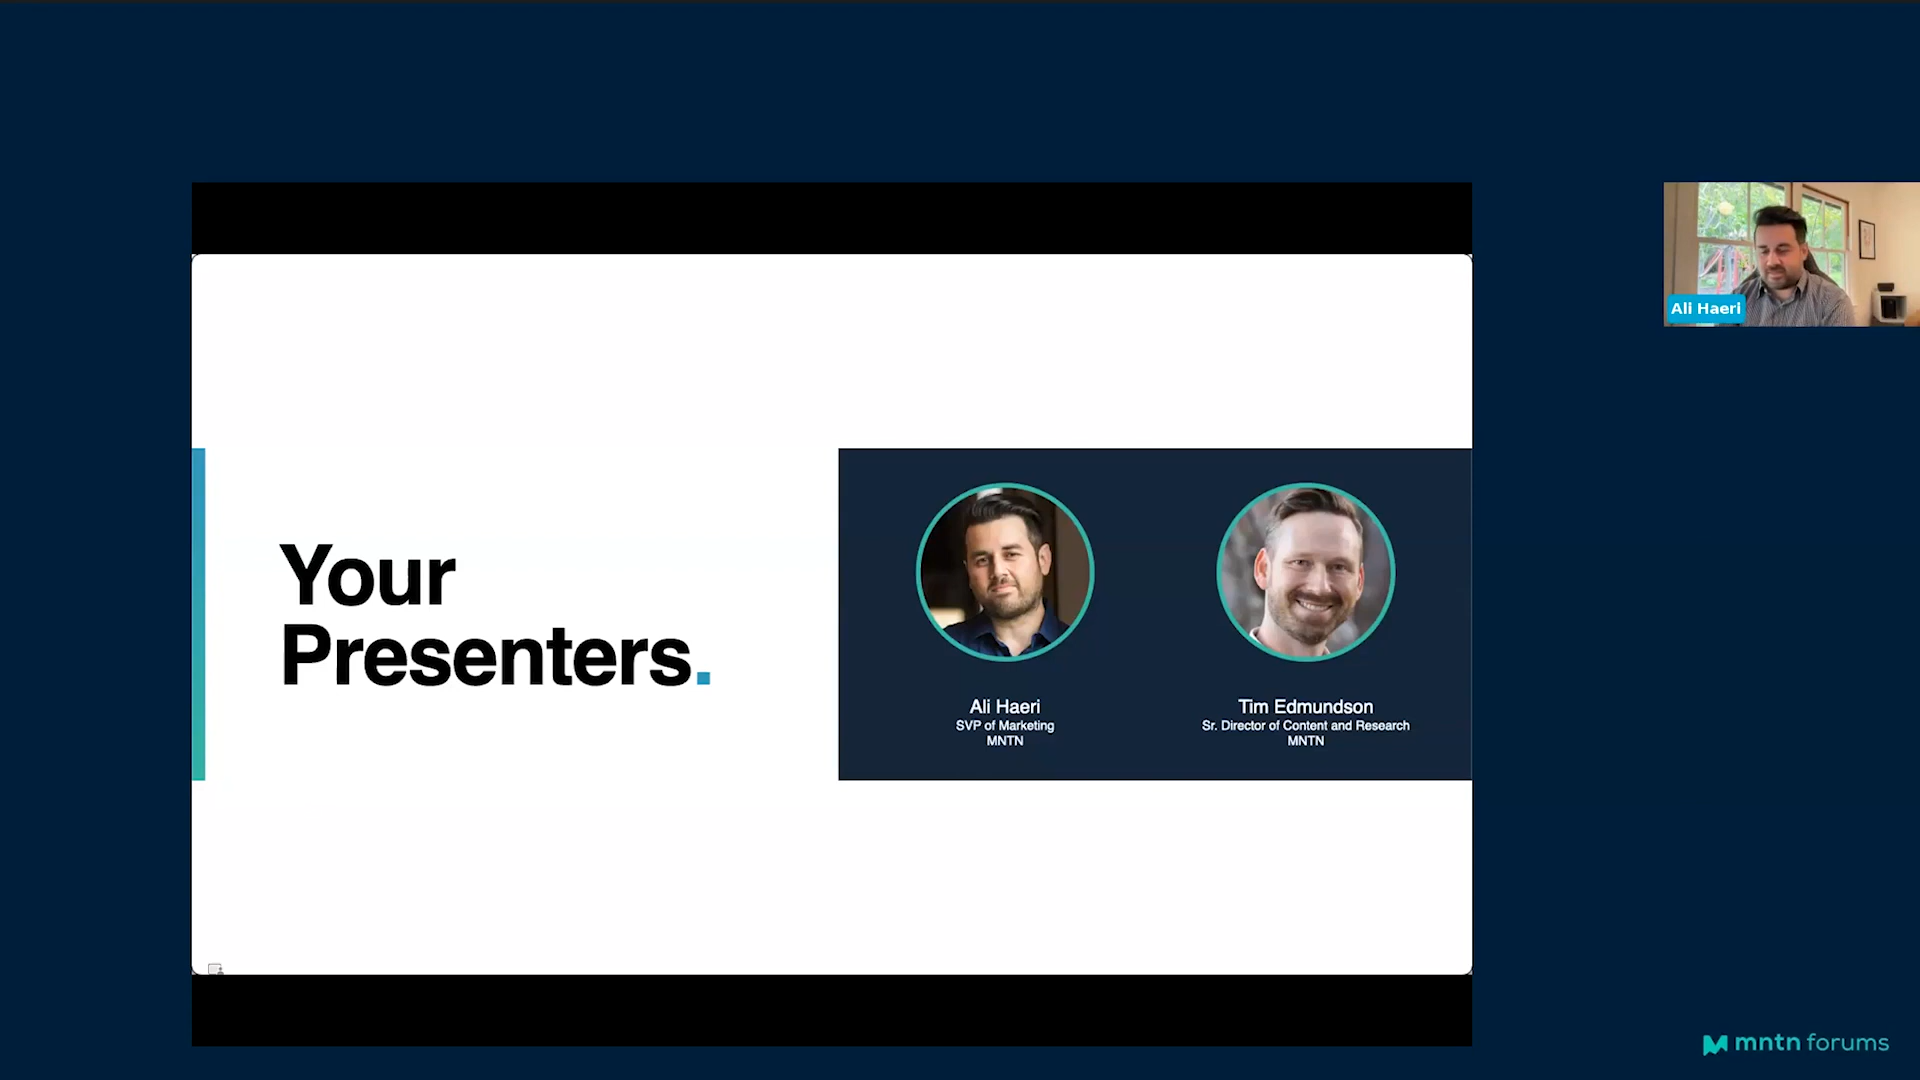 Your
Presenters.
Ali Haeri
SVP of Marketing
MNTN
Tim Edmundson
Sr. Director of Content and Research
MNTN
Ali Haeri
mntn forums